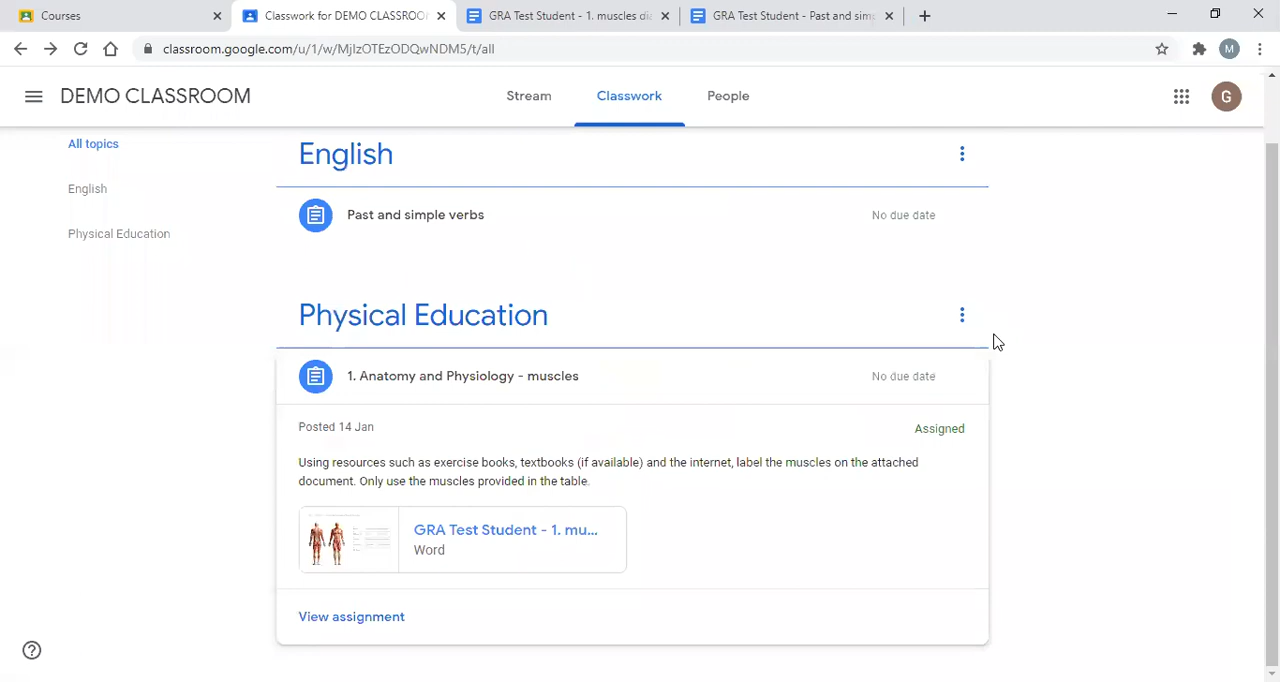 Courses
Classwork for DEMO CLASSROO
GRA Test Student - 1. muscles di
GRA Test Student - Past and sim
classroom.google.com/u/1/w/MjIzOTEzODQwNDM5/t/all
M
DEMO CLASSROOM
Stream
Classwork
People
G
All topics
English
Physical Education
English
Past and simple verbs
No due date
Physical Education
1. Anatomy and Physiology - muscles
No due date
Posted 14 Jan
Assigned
Using resources such as exercise books, textbooks (if available) and the internet, label the muscles on the attached
document. Only use the muscles provided in the table.
GRA Test Student - 1. mu...
Word
View assignment